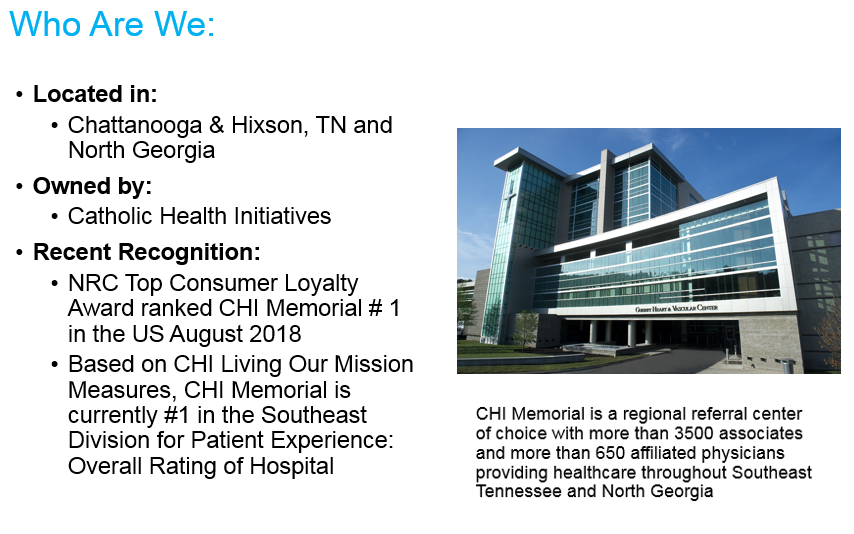 Who Are We:
• Located in:
• Chattanooga & Hixson, TN and
North Georgia
• Owned by:
• Catholic Health Initiatives
• Recent Recognition:
• NRC Top Consumer Loyalty
Award ranked CHI Memorial # 1
in the US August 2018
• Based on CHI Living Our Mission
Measures, CHI Memorial is
currently #1 in the Southeast
Division for Patient Experience:
Overall Rating of Hospital
Guerry Heart & Vascular Center
CHI Memorial is a regional referral center
of choice with more than 3500 associates
and more than 650 affiliated physicians
providing healthcare throughout Southeast
Tennessee and North Georgia